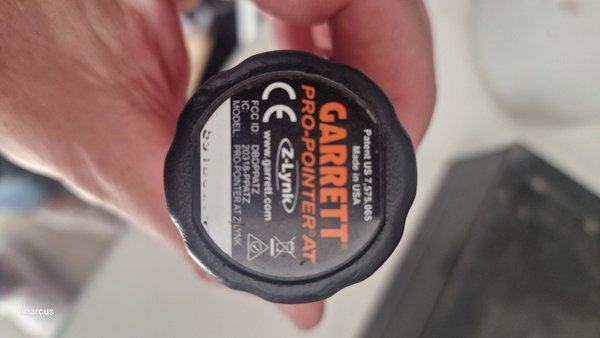 Patent US 7,575,065
Made in USA
GARRETT®
PRO-POINTER® AT
CE Z-Lynk
www.garrett.com
FCC ID: DBDPPATZ
IC: 20318-PPATZ
MODEL: PRO-POINTER AT Z LYNK
marcus